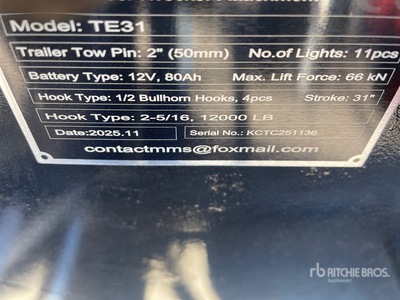 Model: TE31
Trailer Tow Pin: 2" (50mm) No.of Lights: 11pcs
Battery Type: 12V, 80Ah Max. Lift Force: 66 kN
Hook Type: 1/2 Bullhorn Hooks, 4pcs Stroke: 31"
Hook Type: 2-5/16, 12000 LB
Date:2025.11 Serial No.: KCTC251136
contactmms@foxmail.com
rb RITCHIE BROS.
Auctioneers